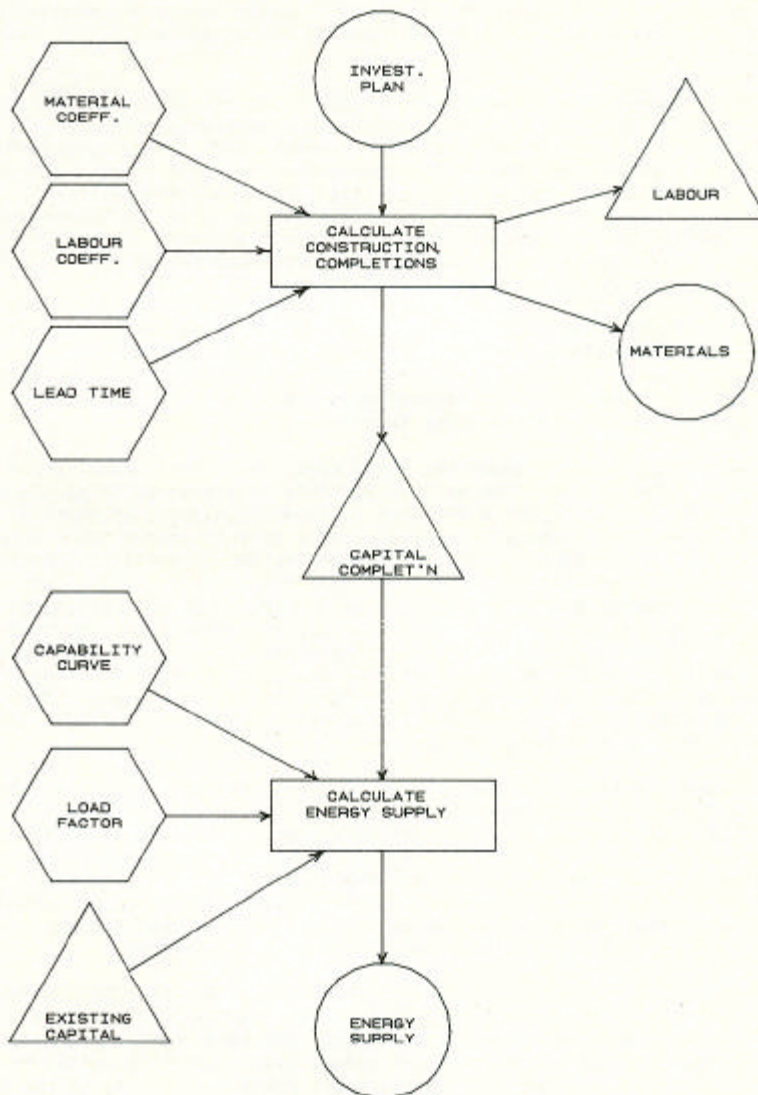 INVEST.
PLAN
MATERIAL
COEFF.
LABOUR
LABOUR
COEFF.
CALCULATE
CONSTRUCTION,
COMPLETIONS
MATERIALS
LEAD TIME
CAPITAL
COMPLET'N
CAPABILITY
CURVE
LOAD
FACTOR
CALCULATE
ENERGY SUPPLY
EXISTING
CAPITAL
ENERGY
SUPPLY